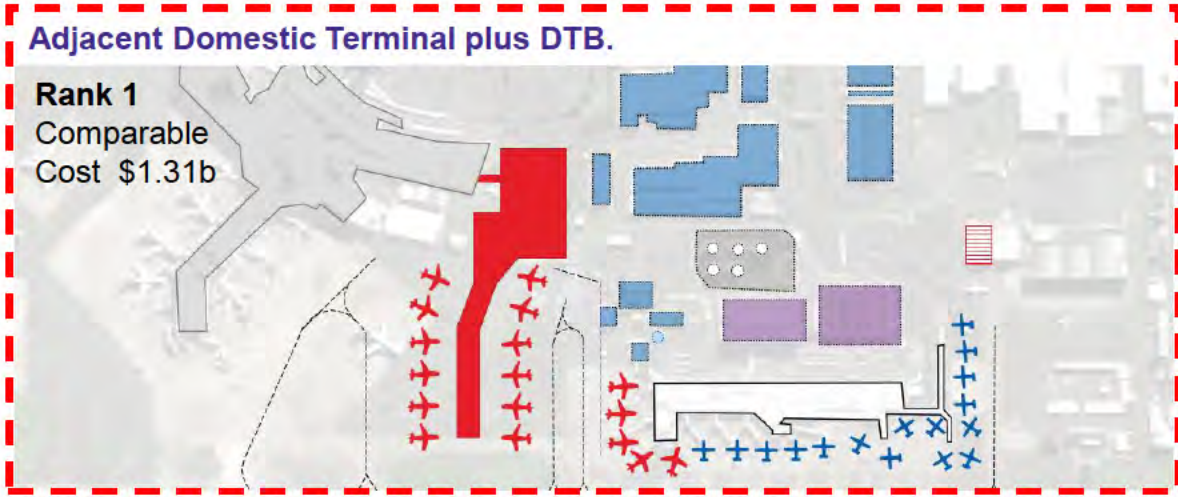 Adjacent Domestic Terminal plus DTB.
Rank 1
Comparable
Cost $1.31b